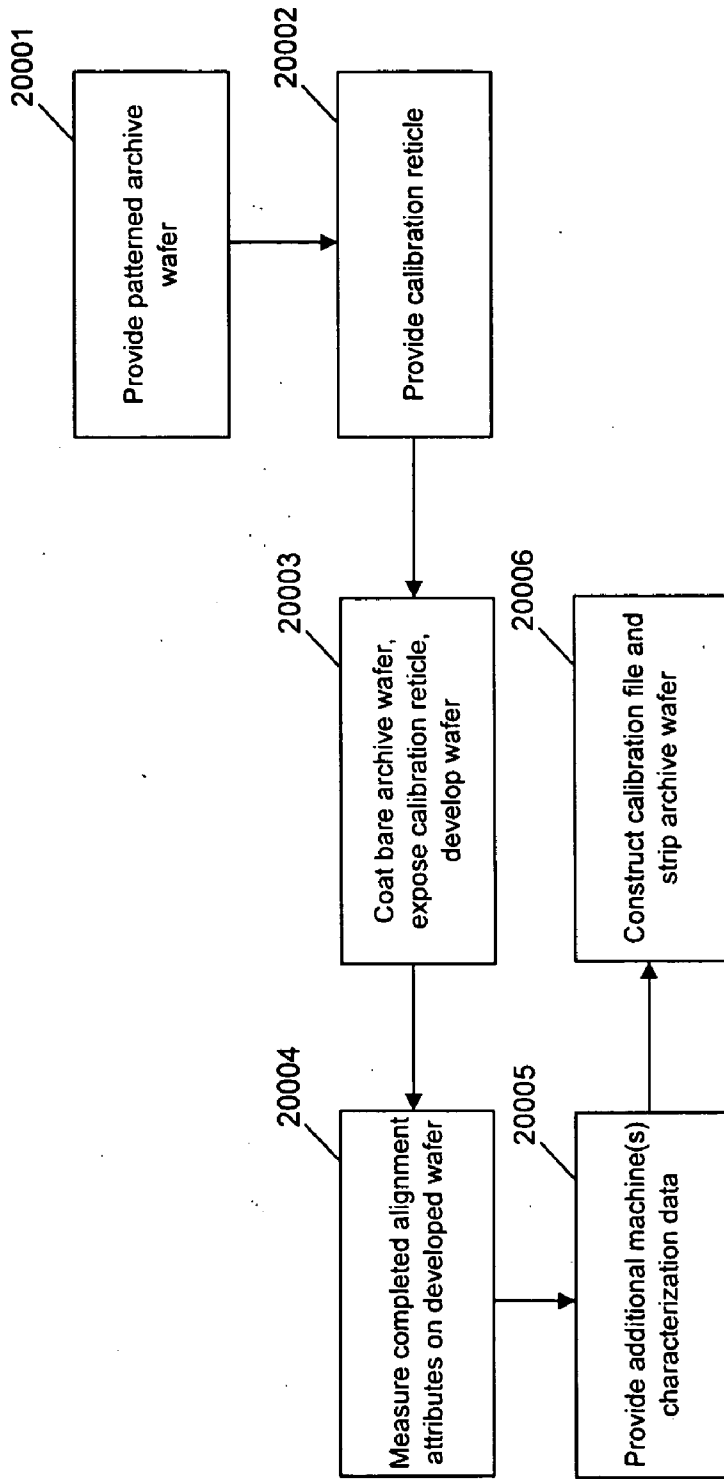 20001
Provide patterned archive
wafer
20002
Provide calibration reticle
20003
Coat bare archive wafer,
expose calibration reticle,
develop wafer
20004
Measure completed alignment
attributes on developed wafer
20005
Provide additional machine(s)
characterization data
20006
Construct calibration file and
strip archive wafer